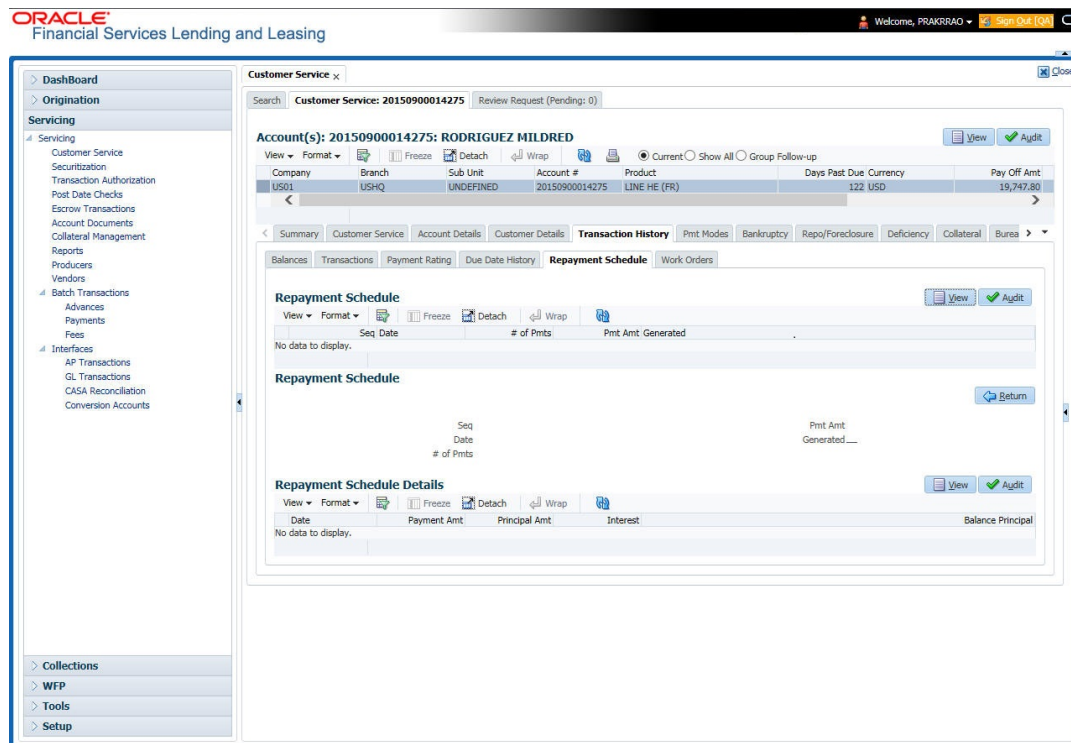 ORACLE
Financial Services Lending and Leasing
Welcome, PRAKRRAO
Sign Out [QA]
DashBoard
Origination
Servicing
Servicing
Customer Service
Securitization
Transaction Authorization
Post Date Checks
Escrow Transactions
Account Documents
Collateral Management
Reports
Producers
Vendors
Batch Transactions
Advances
Payments
Fees
Interfaces
AP Transactions
GL Transactions
CASA Reconciliation
Conversion Accounts
Collections
WFP
Tools
Setup
Customer Service x
Close
Search Customer Service: 20150900014275 Review Request (Pending: 0)
Account(s): 20150900014275: RODRIGUEZ MILDRED
View Audit
View Format Freeze Detach Wrap Current Show All Group Follow-up
Company Branch Sub Unit Account # Product Days Past Due Currency Pay Off Amt
US01 USHQ UNDEFINED 20150900014275 LINE HE (FR) 122 USD 19,747.80
Summary Customer Service Account Details Customer Details Transaction History Pmt Modes Bankruptcy Repo/Foreclosure Deficiency Collateral Burea
Balances Transactions Payment Rating Due Date History Repayment Schedule Work Orders
Repayment Schedule
View Audit
View Format Freeze Detach Wrap
Seq Date # of Pmts Pmt Amt Generated
No data to display.
Repayment Schedule
Return
Seq Pmt Amt
Date Generated
# of Pmts
Repayment Schedule Details
View Audit
View Format Freeze Detach Wrap
Date Payment Amt Principal Amt Interest Balance Principal
No data to display.